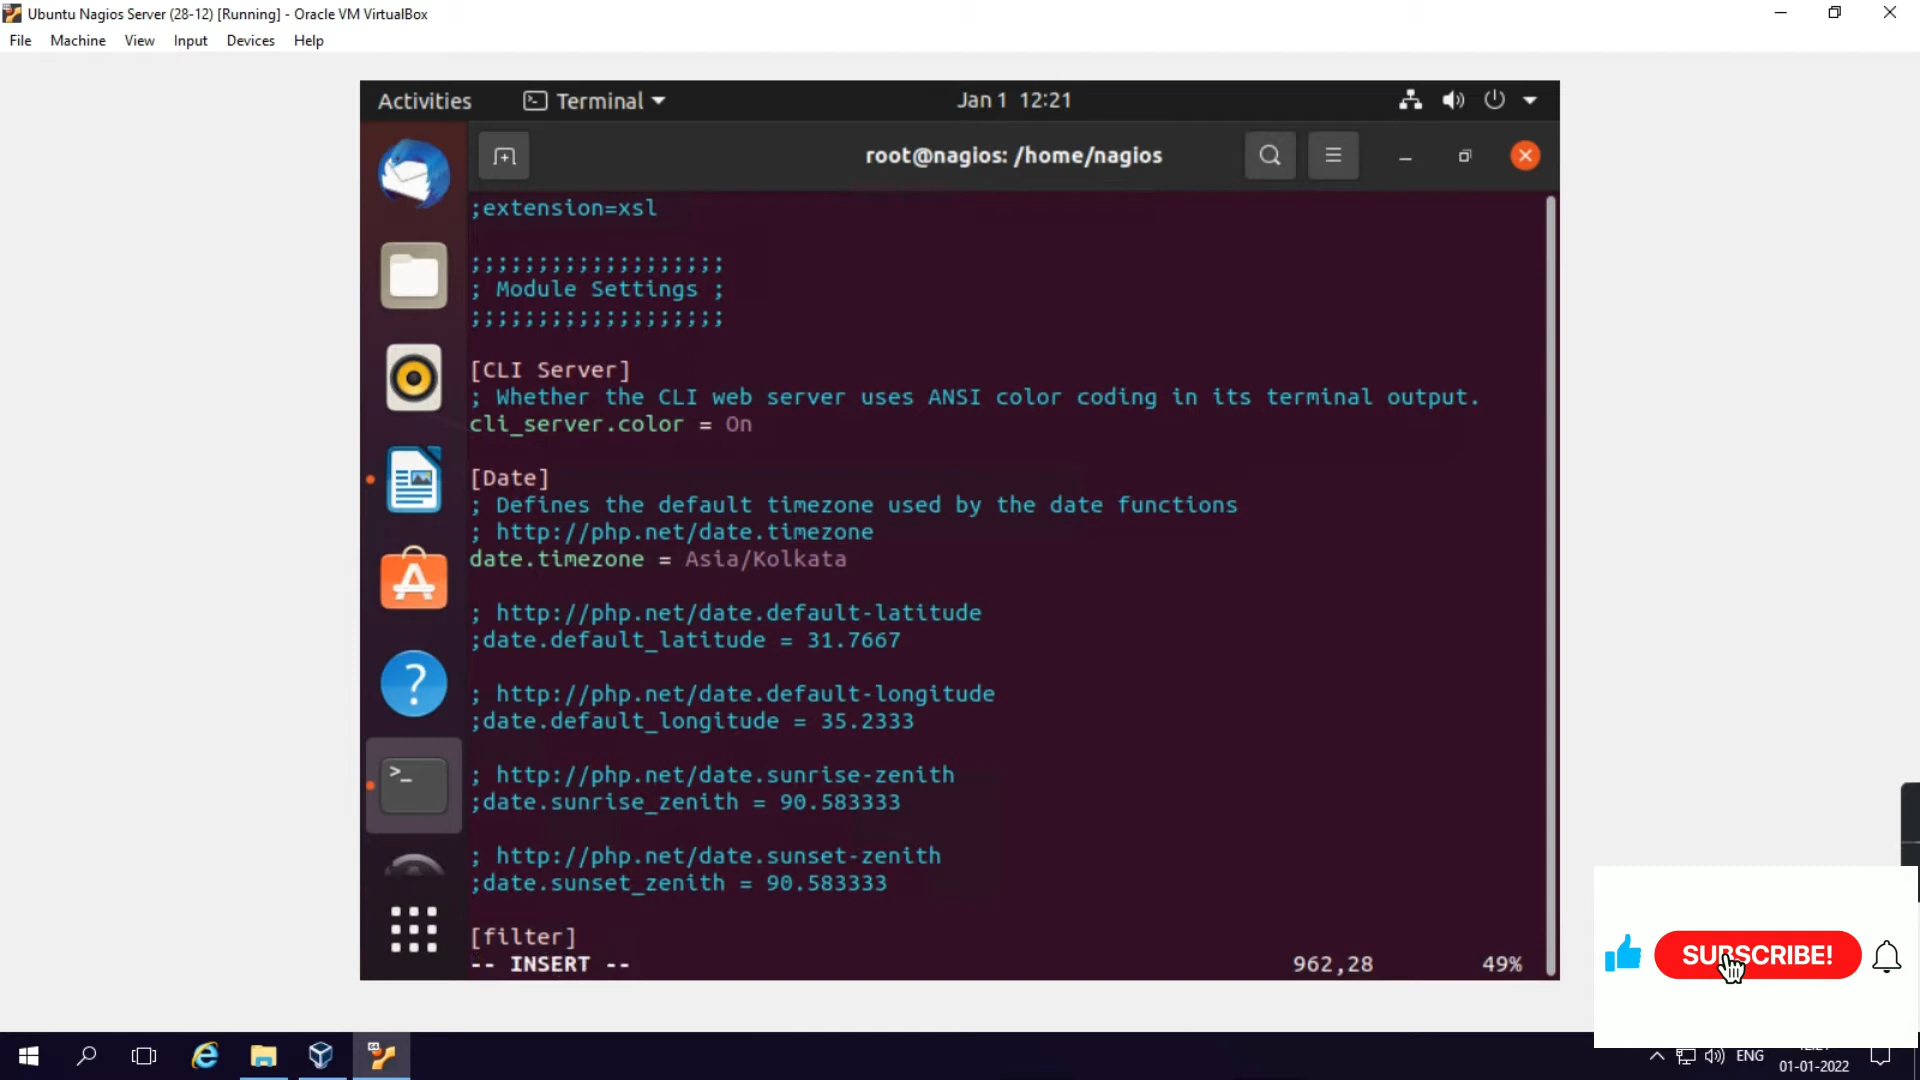 Ubuntu Nagios Server (28-12) [Running] - Oracle VM VirtualBox
File Machine View Input Devices Help
Activities Terminal Jan 1 12:21
root@nagios: /home/nagios
;extension=xsl
;;;;;;;;;;;;;;;;;;;
; Module Settings ;
;;;;;;;;;;;;;;;;;;;
[CLI Server]
; Whether the CLI web server uses ANSI color coding in its terminal output.
cli_server.color = On
[Date]
; Defines the default timezone used by the date functions
; http://php.net/date.timezone
date.timezone = Asia/Kolkata
; http://php.net/date.default-latitude
;date.default_latitude = 31.7667
; http://php.net/date.default-longitude
;date.default_longitude = 35.2333
; http://php.net/date.sunrise-zenith
;date.sunrise_zenith = 90.583333
; http://php.net/date.sunset-zenith
;date.sunset_zenith = 90.583333
[filter]
-- INSERT -- 962,28 49%
SUBSCRIBE!
ENG
01-01-2022